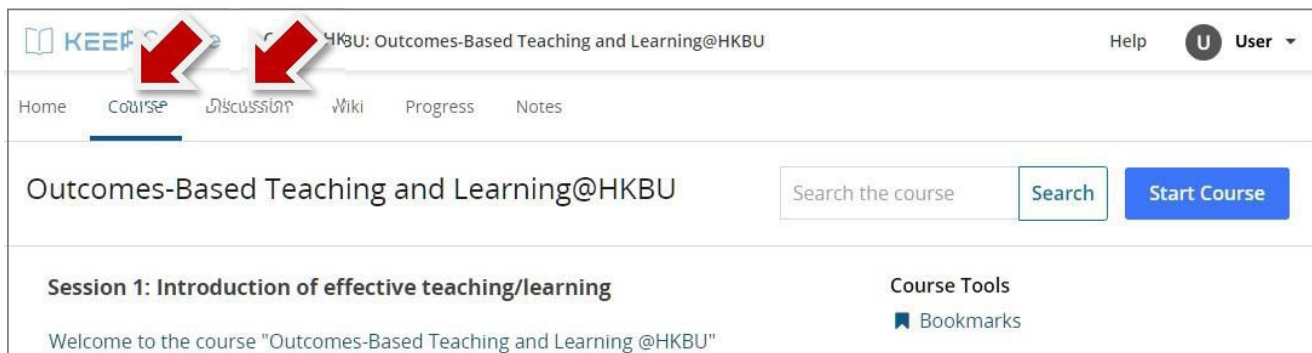 KEEP
HKBU: Outcomes-Based Teaching and Learning@HKBU
Help
U User
Home Course Discussion Wiki Progress Notes
Outcomes-Based Teaching and Learning@HKBU
Search the course Search Start Course
Session 1: Introduction of effective teaching/learning
Course Tools
Bookmarks
Welcome to the course "Outcomes-Based Teaching and Learning @HKBU"